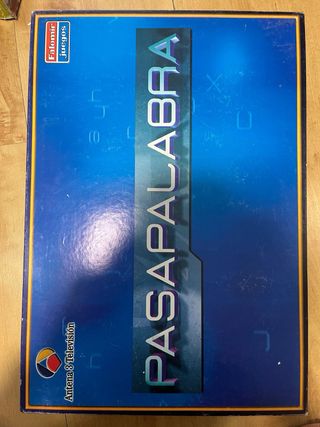 Falomir
juegos
PASAPALABRA
Antena 3 Televisión